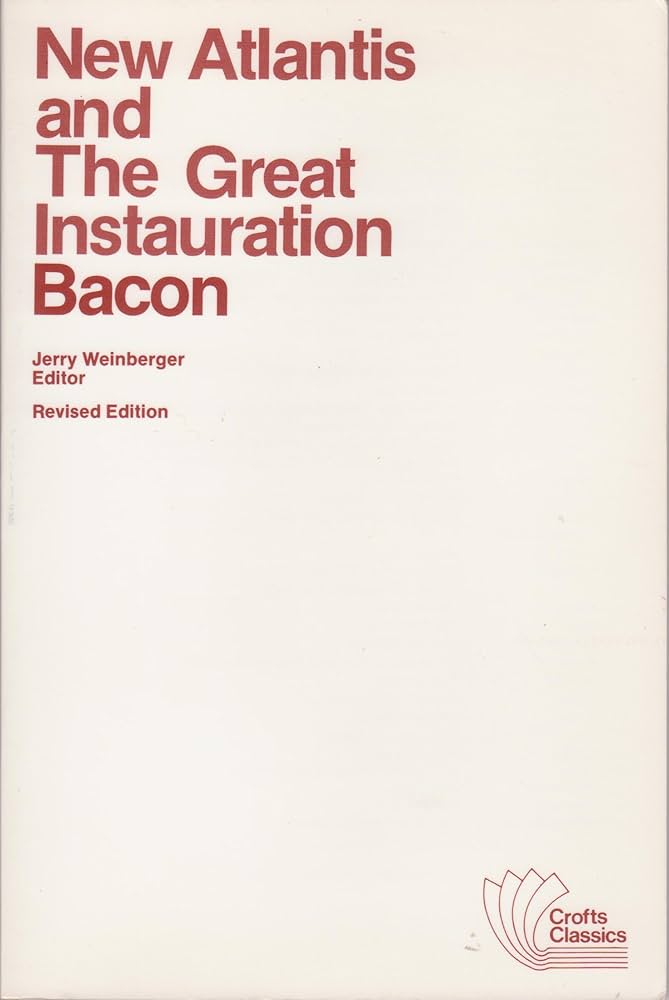 New Atlantis
and
The Great
Instauration
Bacon
Jerry Weinberger
Editor
Revised Edition
Crofts
Classics